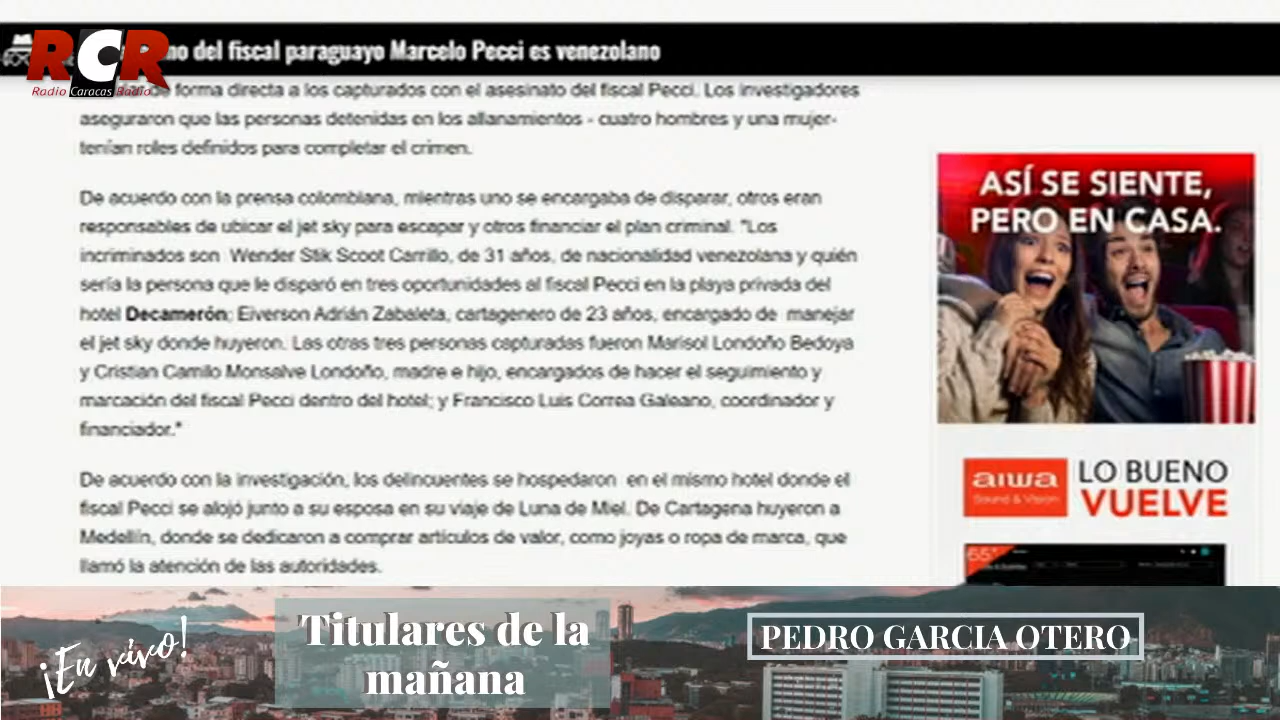 RCR
Radio Caracas Radio
no del fiscal paraguayo Marcelo Pecci es venezolano
forma directa a los capturados con el asesinato del fiscal Pecci. Los investigadores
aseguraron que las personas detenidas en los allanamientos - cuatro hombres y una mujer-
tenían roles definidos para completar el crimen.
De acuerdo con la prensa colombiana, mientras uno se encargaba de disparar, otros eran
responsables de ubicar el jet sky para escapar y otros financiar el plan criminal. "Los
incriminados son Wender Stik Scoot Carrillo, de 31 años, de nacionalidad venezolana y quién
sería la persona que le disparó en tres oportunidades al fiscal Pecci en la playa privada del
hotel Decamerón; Eiverson Adrián Zabaleta, cartagenero de 23 años, encargado de manejar
el jet sky donde huyeron. Las otras tres personas capturadas fueron Marisol Londoño Bedoya
y Cristian Camilo Monsalve Londoño, madre e hijo, encargados de hacer el seguimiento y
marcación del fiscal Pecci dentro del hotel; y Francisco Luis Correa Galeano, coordinador y
financiador."
De acuerdo con la investigación, los delincuentes se hospedaron en el mismo hotel donde el
fiscal Pecci se alojó junto a su esposa en su viaje de Luna de Miel. De Cartagena huyeron a
Medellín, donde se dedicaron a comprar artículos de valor, como joyas o ropa de marca, que
llamó la atención de las autoridades.
ASÍ SE SIENTE,
PERO EN CASA.
aiwa
Sound & Vision
LO BUENO
VUELVE
65"
¡En vivo!
Titulares de la
mañana
PEDRO GARCIA OTERO